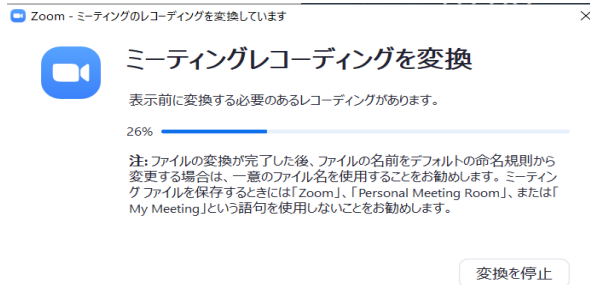 Zoom - ミーティングのレコーディングを変換しています
ミーティングレコーディングを変換
表示前に変換する必要のあるレコーディングがあります。
26%
注: ファイルの変換が完了した後、ファイルの名前をデフォルトの命名規則から
変更する場合は、一意のファイル名を使用することをお勧めします。ミーティン
グ ファイルを保存するときには「Zoom」、「Personal Meeting Room」、または「
My Meeting」という語句を使用しないことをお勧めします。
変換を停止